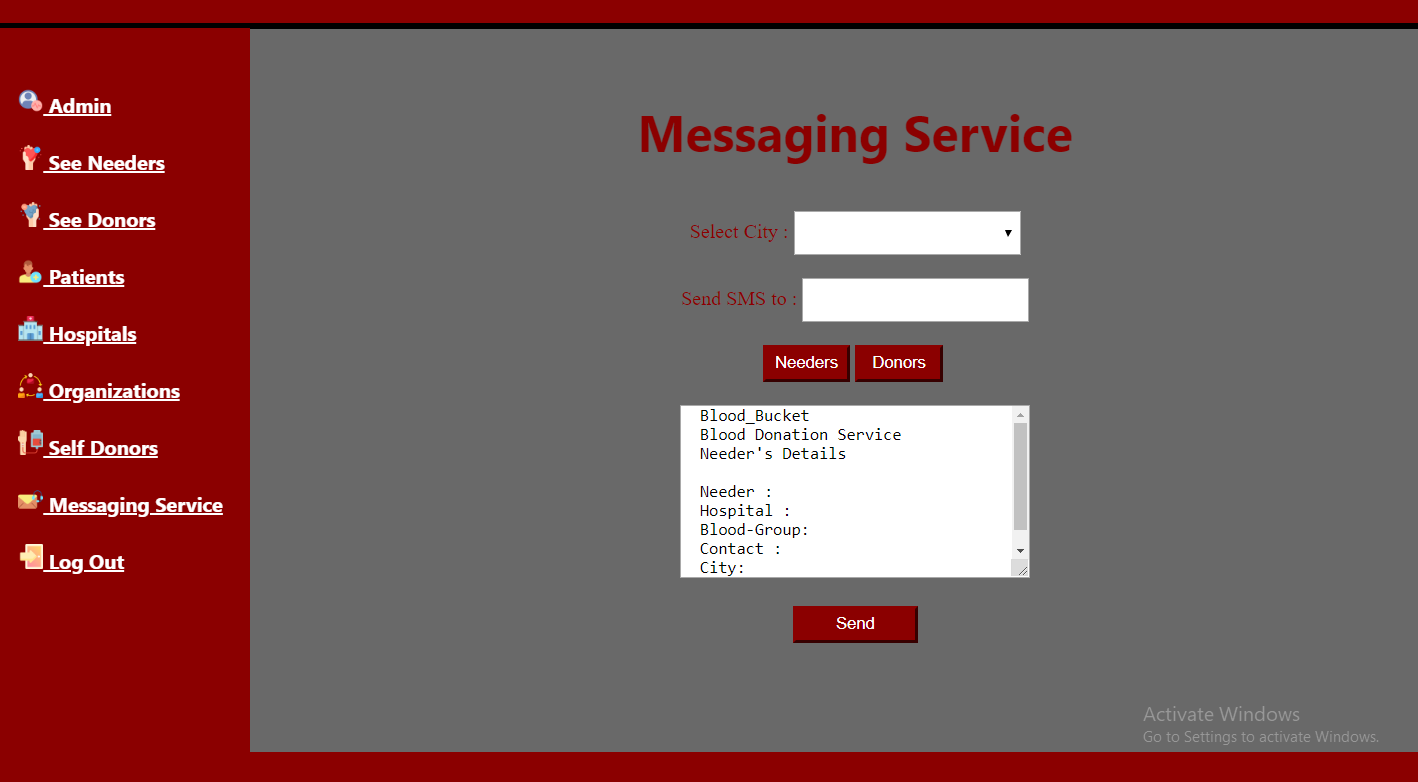 Admin
See Needers
See Donors
Patients
Hospitals
Organizations
Self Donors
Messaging Service
Log Out
Messaging Service
Select City :
Send SMS to :
Needers Donors
Blood_Bucket
Blood Donation Service
Needer's Details
Needer :
Hospital :
Blood-Group:
Contact :
City:
Send
Activate Windows
Go to Settings to activate Windows.